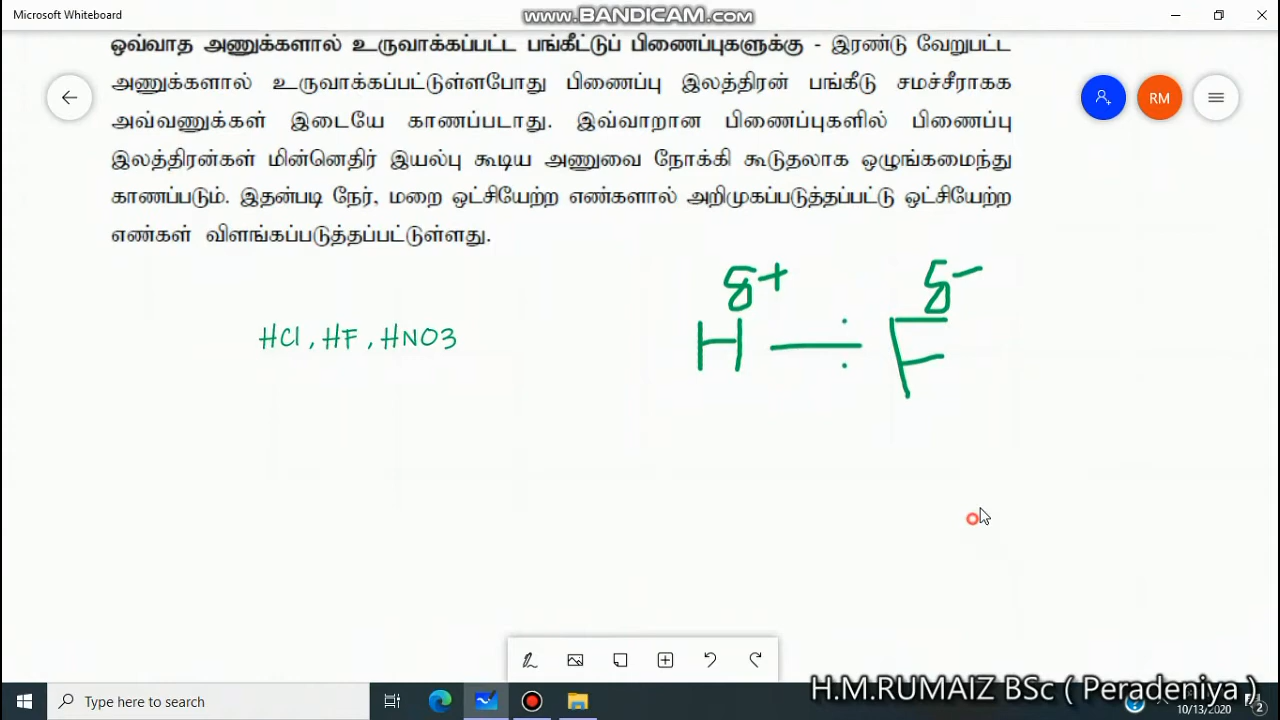 Microsoft Whiteboard
www.BANDICAM.com
ஒவ்வாத அணுக்களால் உருவாக்கப்பட்ட பங்கீட்டுப் பிணைப்புகளுக்கு - இரண்டு வேறுபட்ட
அணுக்களால் உருவாக்கப்பட்டுள்ளபோது பிணைப்பு இலத்திரன் பங்கீடு சமச்சீராகக
அவ்வணுக்கள் இடையே காணப்படாது. இவ்வாறான பிணைப்புகளில் பிணைப்பு
இலத்திரன்கள் மின்னெதிர் இயல்பு கூடிய அணுவை நோக்கி கூடுதலாக ஒழுங்கமைந்து
காணப்படும். இதன்படி நேர், மறை ஒட்சியேற்ற எண்களால் அறிமுகப்படுத்தப்பட்டு ஒட்சியேற்ற
எண்கள் விளங்கப்படுத்தப்பட்டுள்ளது.
RM
δ+ δ-
HCl , HF , HNO3
H — : F
Type here to search
H.M.RUMAIZ BSc ( Peradeniya )
10/13/2020
2